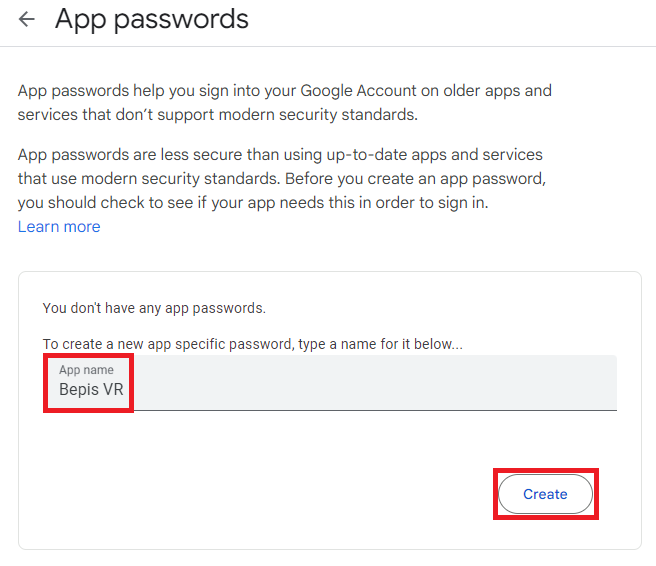 App passwords
App passwords help you sign into your Google Account on older apps and
services that don’t support modern security standards.
App passwords are less secure than using up-to-date apps and services
that use modern security standards. Before you create an app password,
you should check to see if your app needs this in order to sign in.
Learn more
You don't have any app passwords.
To create a new app specific password, type a name for it below...
App name
Bepis VR
Create